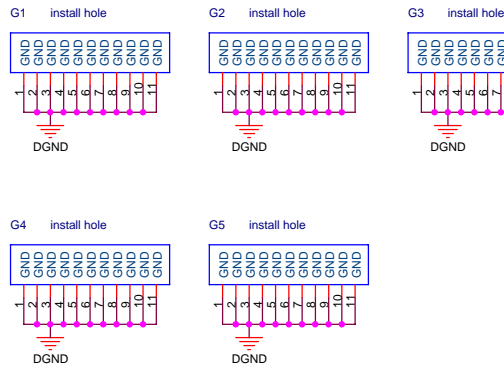 G1 install hole
GND GND GND GND GND GND GND GND GND GND GND
1 2 3 4 5 6 7 8 9 10 11
DGND
G2 install hole
GND GND GND GND GND GND GND GND GND GND GND
1 2 3 4 5 6 7 8 9 10 11
DGND
G3 install hole
GND GND GND GND GND GND GND
1 2 3 4 5 6 7
DGND
G4 install hole
GND GND GND GND GND GND GND GND GND GND GND
1 2 3 4 5 6 7 8 9 10 11
DGND
G5 install hole
GND GND GND GND GND GND GND GND GND GND GND
1 2 3 4 5 6 7 8 9 10 11
DGND